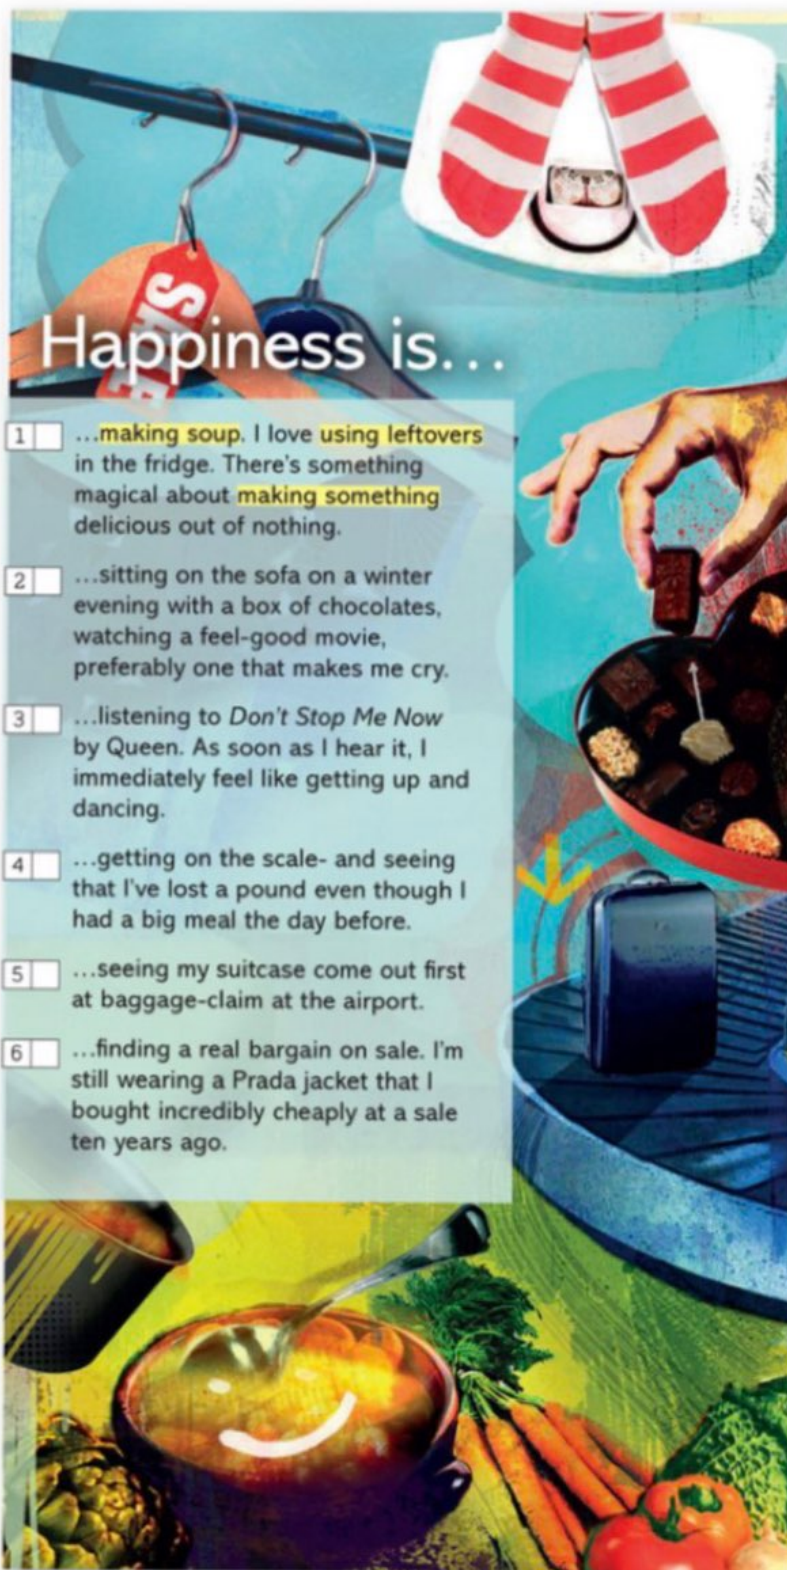 SALE
Happiness is...
1 ...making soup. I love using leftovers
in the fridge. There's something
magical about making something
delicious out of nothing.
2 ...sitting on the sofa on a winter
evening with a box of chocolates,
watching a feel-good movie,
preferably one that makes me cry.
3 ...listening to Don't Stop Me Now
by Queen. As soon as I hear it, I
immediately feel like getting up and
dancing.
4 ...getting on the scale- and seeing
that I've lost a pound even though I
had a big meal the day before.
5 ...seeing my suitcase come out first
at baggage-claim at the airport.
6 ...finding a real bargain on sale. I'm
still wearing a Prada jacket that I
bought incredibly cheaply at a sale
ten years ago.